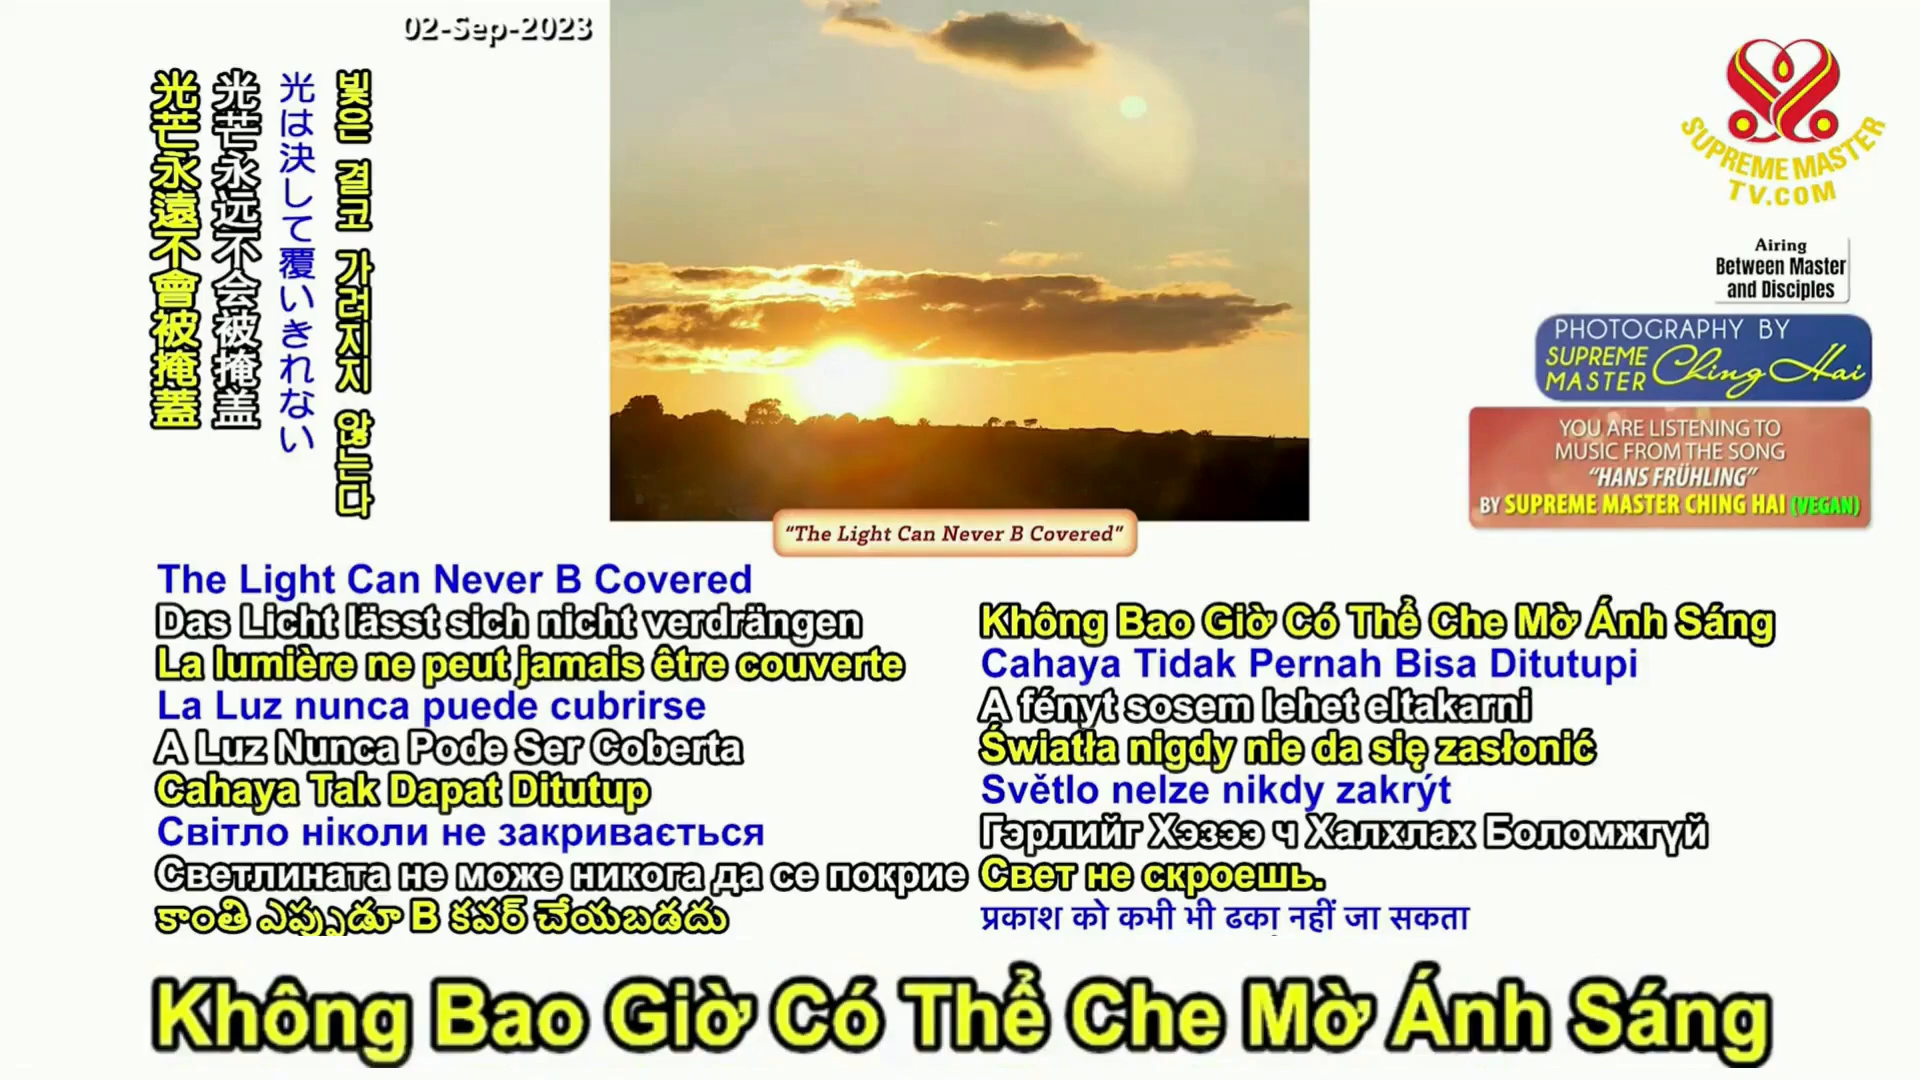 02-Sep-2023
光芒永遠不會被掩蓋
光芒永远不会被掩盖
光は決して覆いきれない
빛은 결코 가려지지 않는다
SUPREME MASTER
TV.COM
Airing
Between Master
and Disciples
PHOTOGRAPHY BY
SUPREME
MASTER Ching Hai
YOU ARE LISTENING TO
MUSIC FROM THE SONG
“HANS FRÜHLING”
BY SUPREME MASTER CHING HAI (VEGAN)
“The Light Can Never B Covered”
The Light Can Never B Covered
Das Licht lässt sich nicht verdrängen
La lumière ne peut jamais être couverte
La Luz nunca puede cubrirse
A Luz Nunca Pode Ser Coberta
Cahaya Tak Dapat Ditutup
Світло ніколи не закривається
Светлината не може никога да се покрие
కాంతి ఎప్పుడూ B కవర్ చేయబడదు
Không Bao Giờ Có Thể Che Mờ Ánh Sáng
Cahaya Tidak Pernah Bisa Ditutupi
A fényt sosem lehet eltakarni
Światła nigdy nie da się zasłonić
Světlo nelze nikdy zakrýt
Гэрлийг Хэзээ ч Халхлах Боломжгүй
Свет не скроешь.
प्रकाश को कभी भी ढका नहीं जा सकता
Không Bao Giờ Có Thể Che Mờ Ánh Sáng